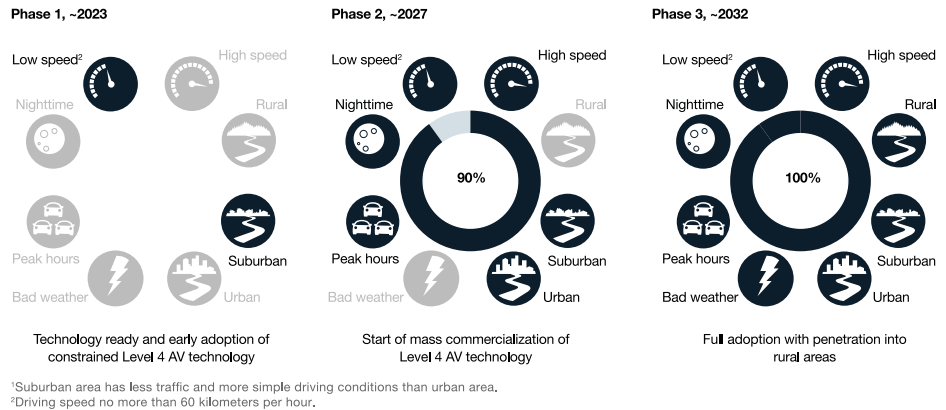 Phase 1, ~2023
Low speed²
High speed
Nighttime
Rural
Peak hours
Suburban
Bad weather
Urban
Technology ready and early adoption of
constrained Level 4 AV technology
Phase 2, ~2027
Low speed²
High speed
Nighttime
Rural
90%
Peak hours
Suburban
Bad weather
Urban
Start of mass commercialization of
Level 4 AV technology
Phase 3, ~2032
Low speed²
High speed
Nighttime
Rural
100%
Peak hours
Suburban
Bad weather
Urban
Full adoption with penetration into
rural areas
¹Suburban area has less traffic and more simple driving conditions than urban area.
²Driving speed no more than 60 kilometers per hour.